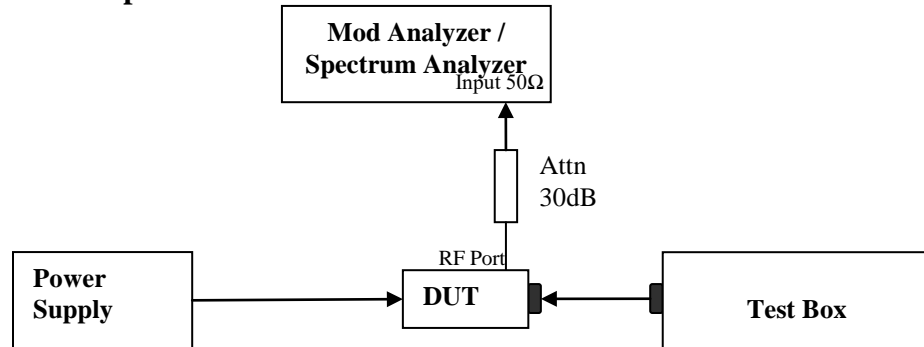 Mod Analyzer /
Spectrum Analyzer
Input 50Ω
Attn
30dB
RF Port
Power
Supply
DUT
Test Box